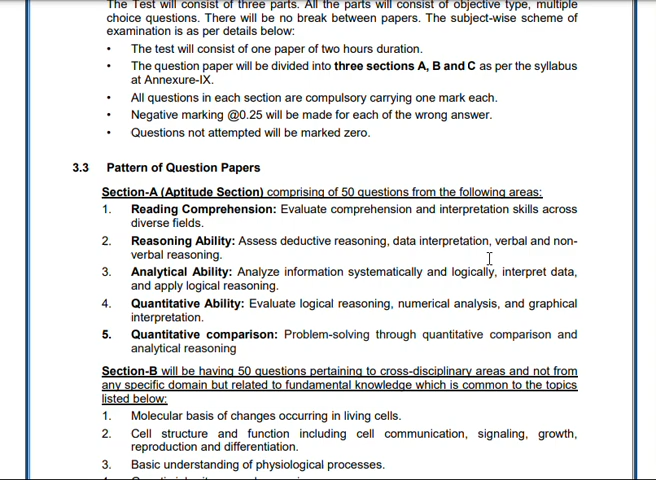 The Test will consist of three parts. All the parts will consist of objective type, multiple
choice questions. There will be no break between papers. The subject-wise scheme of
examination is as per details below:
• The test will consist of one paper of two hours duration.
• The question paper will be divided into three sections A, B and C as per the syllabus
at Annexure-IX.
• All questions in each section are compulsory carrying one mark each.
• Negative marking @0.25 will be made for each of the wrong answer.
• Questions not attempted will be marked zero.
3.3 Pattern of Question Papers
Section-A (Aptitude Section) comprising of 50 questions from the following areas:
1. Reading Comprehension: Evaluate comprehension and interpretation skills across
diverse fields.
2. Reasoning Ability: Assess deductive reasoning, data interpretation, verbal and non-
verbal reasoning.
3. Analytical Ability: Analyze information systematically and logically, interpret data,
and apply logical reasoning.
4. Quantitative Ability: Evaluate logical reasoning, numerical analysis, and graphical
interpretation.
5. Quantitative comparison: Problem-solving through quantitative comparison and
analytical reasoning
Section-B will be having 50 questions pertaining to cross-disciplinary areas and not from
any specific domain but related to fundamental knowledge which is common to the topics
listed below:
1. Molecular basis of changes occurring in living cells.
2. Cell structure and function including cell communication, signaling, growth,
reproduction and differentiation.
3. Basic understanding of physiological processes.